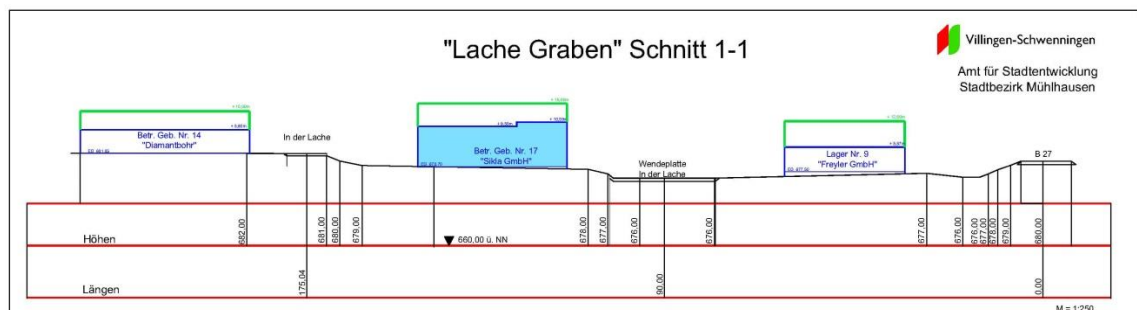 "Lache Graben" Schnitt 1-1
Villingen-Schwenningen
Amt für Stadtentwicklung
Stadtbezirk Mühlhausen
Betr. Geb. Nr. 14
"Diamantbohr"
In der Lache
Betr. Geb. Nr. 17
"Sikla GmbH"
Wendeplatte
In der Lache
Lager Nr. 9
"Freyler GmbH"
B 27
Höhen
682,00
681,00
680,00
679,00
660,00 ü. NN
678,00
677,00
676,00
676,00
677,00
676,00
676,00
677,00
678,00
679,00
680,00
Längen
175.04
90.00
0.00
M = 1:250